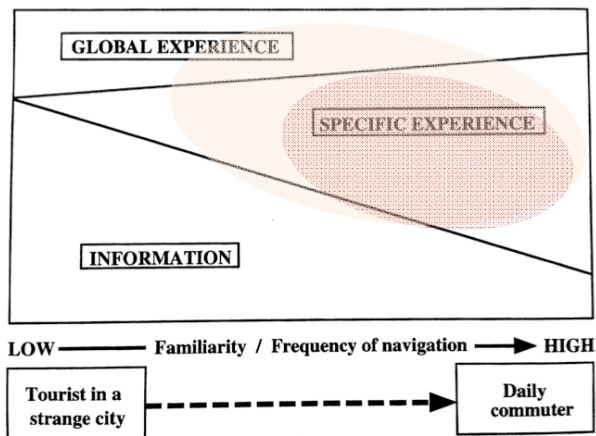 GLOBAL EXPERIENCE
SPECIFIC EXPERIENCE
INFORMATION
LOW Familiarity / Frequency of navigation HIGH
Tourist in a
strange city
Daily
commuter